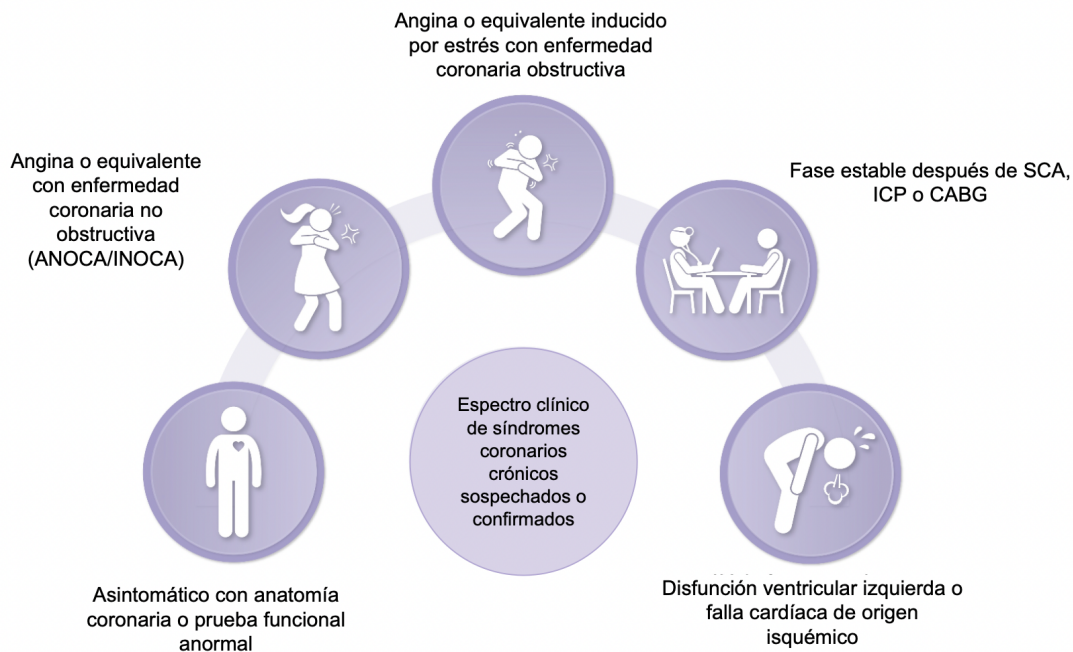 Angina o equivalente inducido
por estrés con enfermedad
coronaria obstructiva
Angina o equivalente
con enfermedad
coronaria no
obstructiva
(ANOCA/INOCA)
Fase estable después de SCA,
ICP o CABG
Espectro clínico
de síndromes
coronarios
crónicos
sospechados o
confirmados
Asintomático con anatomía
coronaria o prueba funcional
anormal
Disfunción ventricular izquierda o
falla cardíaca de origen
isquémico